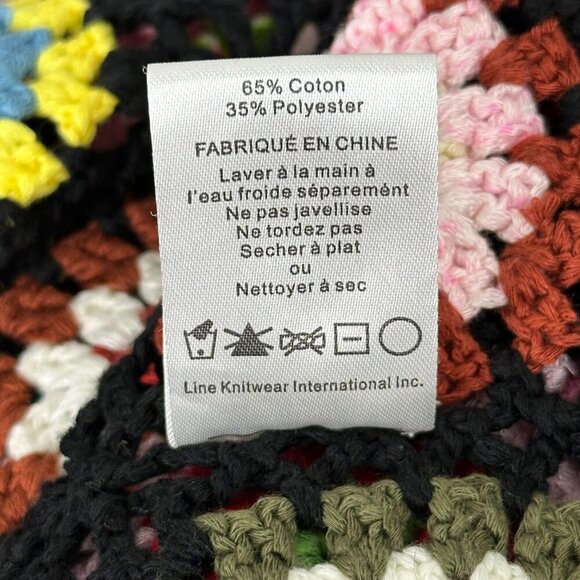 65% Coton
35% Polyester
FABRIQUÉ EN CHINE
Laver à la main à
l'eau froide séparemènt
Ne pas javellise
Ne tordez pas
Secher à plat
ou
Nettoyer à sec
Line Knitwear International Inc.